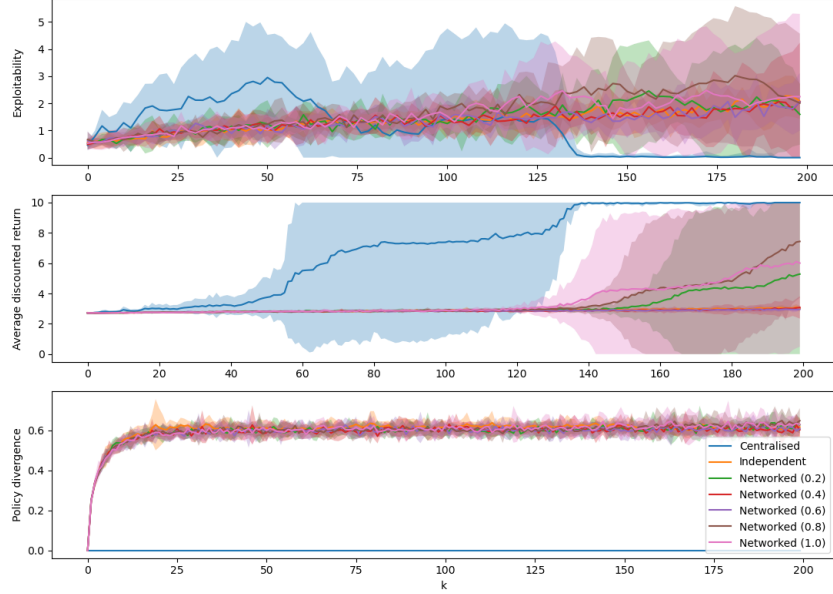 Exploitability
5
4
3
2
1
0
0 25 50 75 100 125 150 175 200
Average discounted return
10
8
6
4
2
0
0 20 40 60 80 100 120 140 160 180 200
Policy divergence
0.6
0.4
0.2
0.0
Centralised
Independent
Networked (0.2)
Networked (0.4)
Networked (0.6)
Networked (0.8)
Networked (1.0)
0 25 50 75 100 125 150 175 200
k